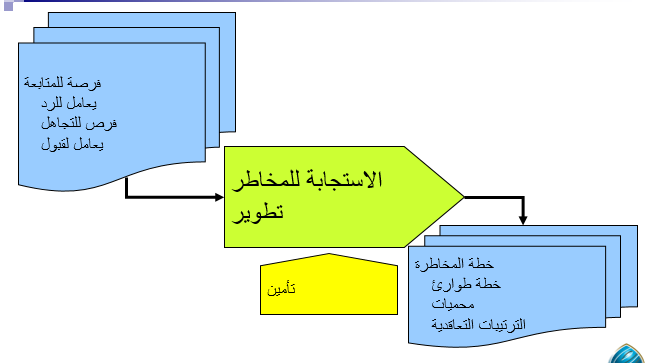 فرصة للمتابعة
يعامل للرد
فرص للتجاهل
يعامل لقبول
الاستجابة للمخاطر
تطوير
تأمين
خطة المخاطرة
خطة طوارئ
محميات
الترتيبات التعاقدية